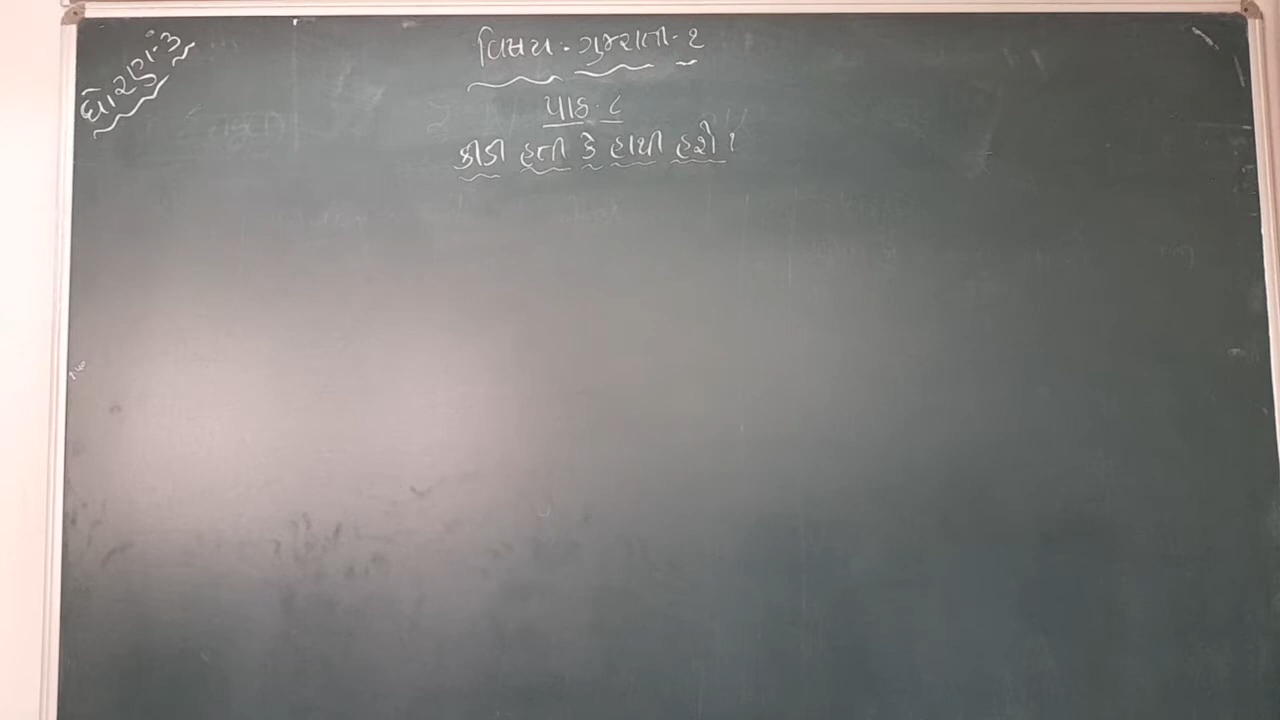 ધોરણ-૩
વિષય - ગુજરાતી - ૨
પાઠ - ૮
કીડી હતી કે હાથી હશે ?